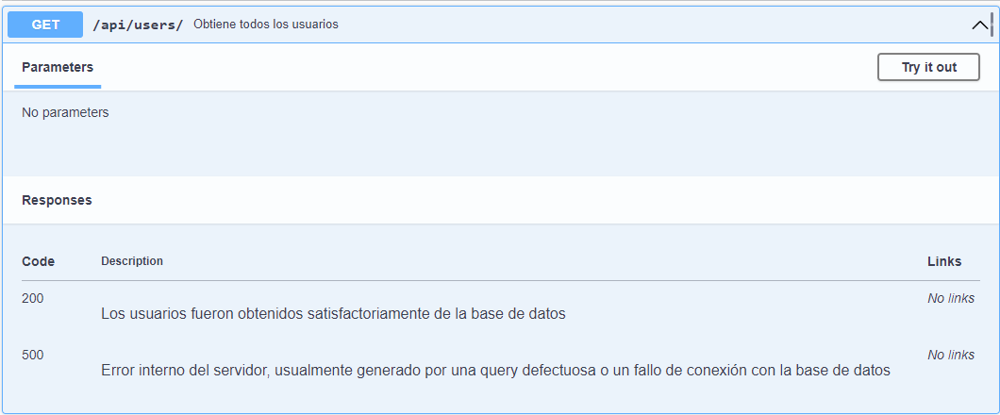 GET /api/users/ Obtiene todos los usuarios
Parameters Try it out
No parameters
Responses
Code Description Links
200 No links
Los usuarios fueron obtenidos satisfactoriamente de la base de datos
500 No links
Error interno del servidor, usualmente generado por una query defectuosa o un fallo de conexión con la base de datos